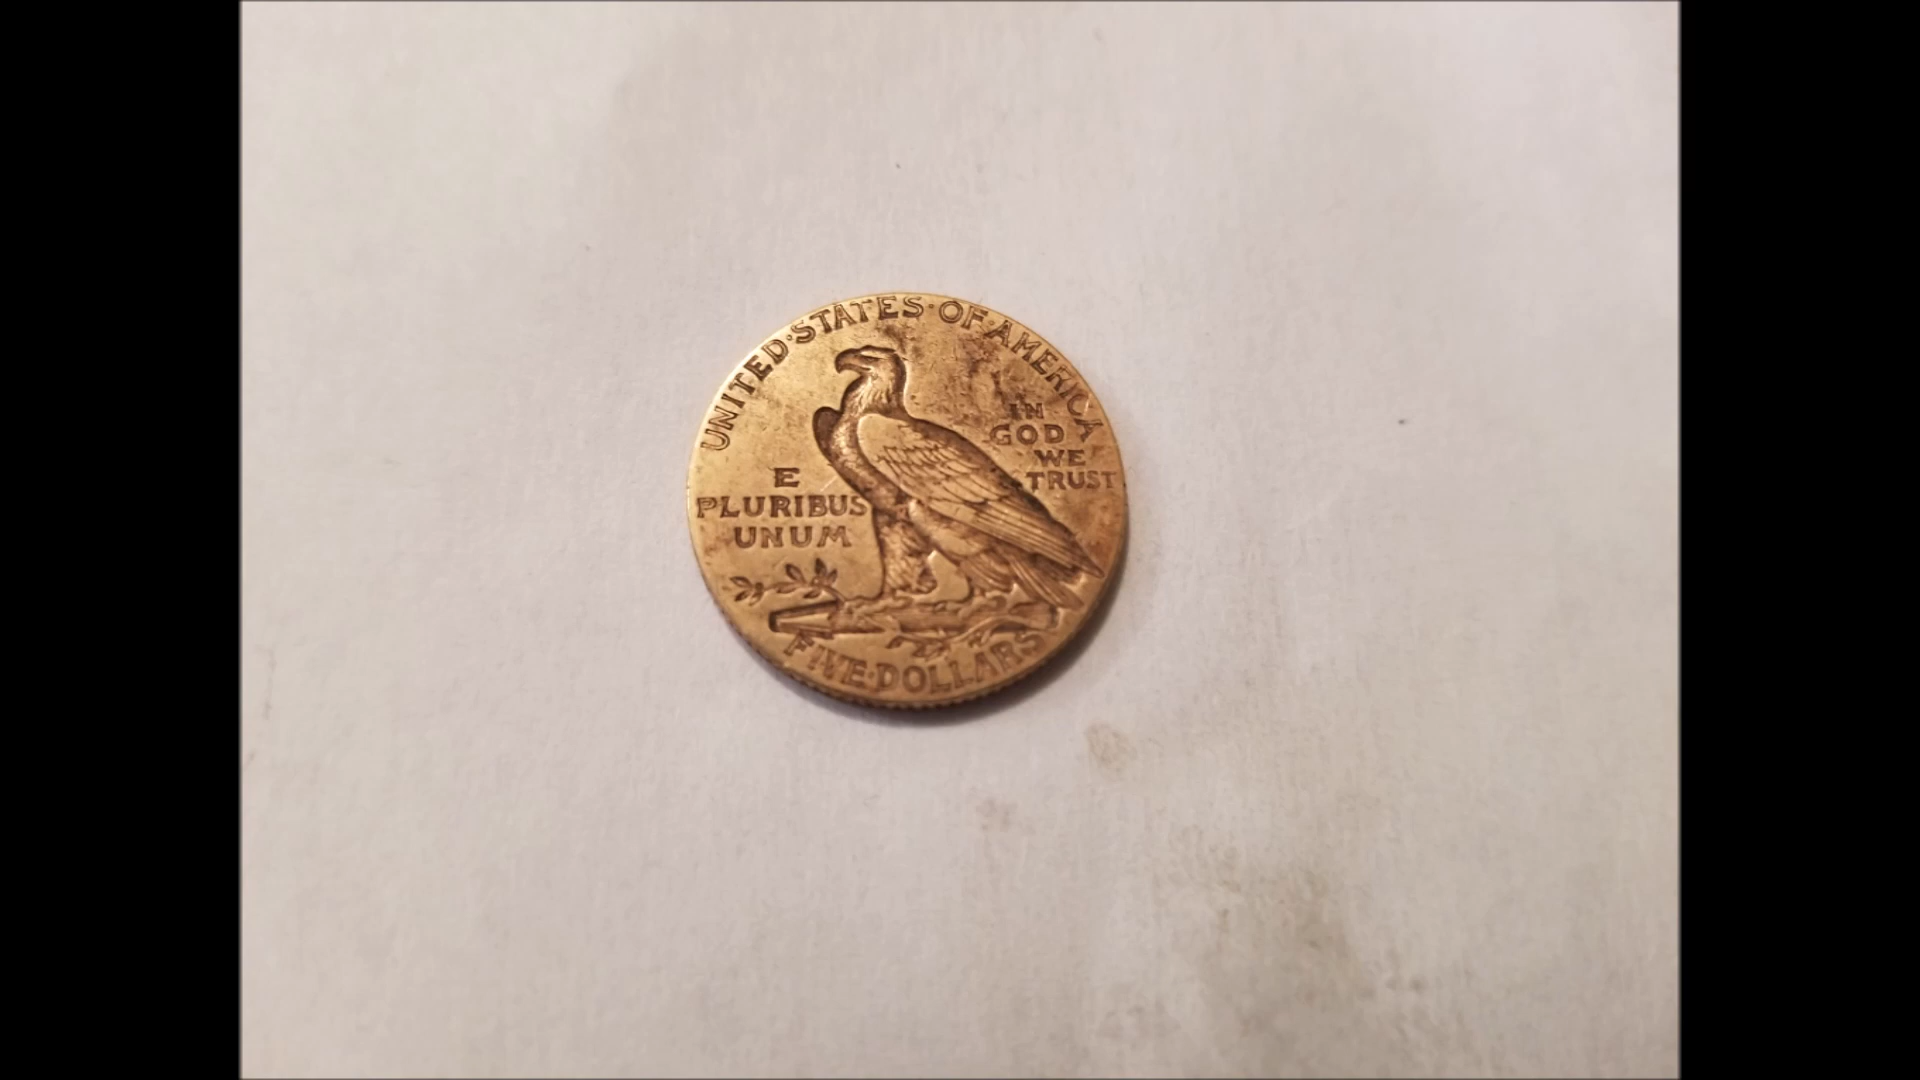 UNITED·STATES·OF·AMERICA
IN
GOD
WE
TRUST
E
PLURIBUS
UNUM
FIVE·DOLLARS